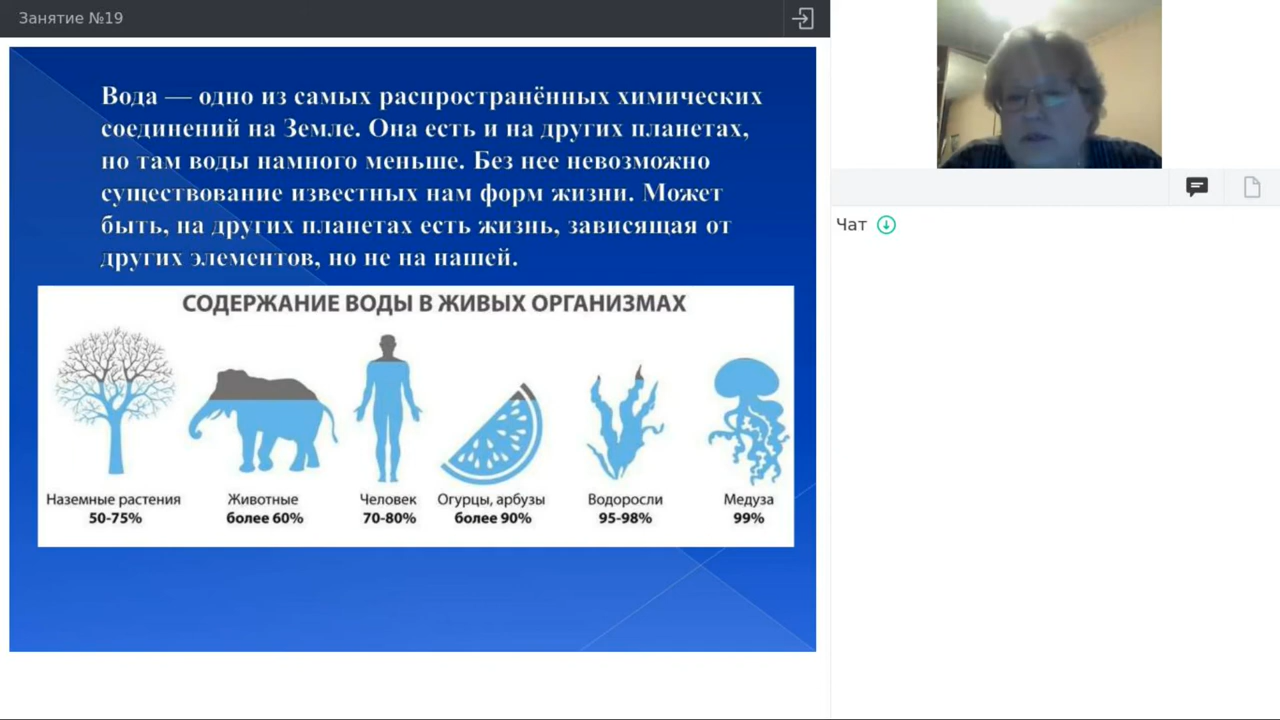 Занятие №19
Вода — одно из самых распространённых химических
соединений на Земле. Она есть и на других планетах,
но там воды намного меньше. Без нее невозможно
существование известных нам форм жизни. Может
быть, на других планетах есть жизнь, зависящая от
других элементов, но не на нашей.
СОДЕРЖАНИЕ ВОДЫ В ЖИВЫХ ОРГАНИЗМАХ
Наземные растения
50-75%
Животные
более 60%
Человек
70-80%
Огурцы, арбузы
более 90%
Водоросли
95-98%
Медуза
99%
Чат